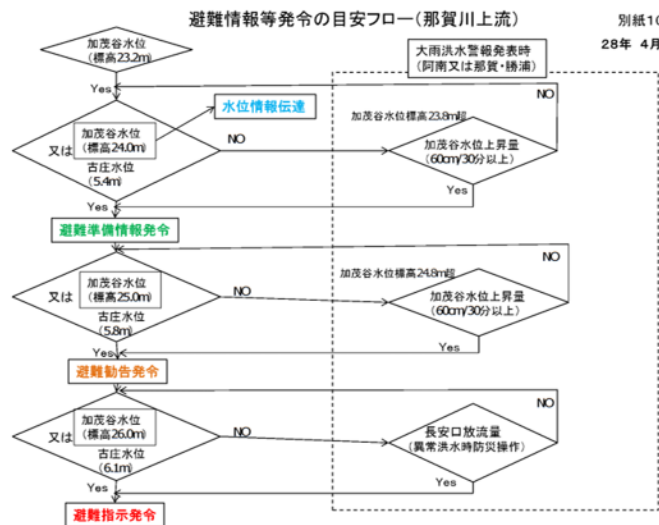 避難情報等発令の目安フロー(那賀川上流)
別紙10
28年 4月
加茂谷水位
(標高23.2m)
大雨洪水警報発表時
(阿南又は那賀・勝浦)
Yes
NO
水位情報伝達
加茂谷水位標高23.8m超
加茂谷水位
(標高24.0m)
又は
古庄水位
(5.4m)
NO
加茂谷水位上昇量
(60cm/30分以上)
Yes
Yes
避難準備情報発令
NO
加茂谷水位標高24.8m超
加茂谷水位
(標高25.0m)
又は
古庄水位
(5.8m)
NO
加茂谷水位上昇量
(60cm/30分以上)
Yes
Yes
避難勧告発令
NO
加茂谷水位
(標高26.0m)
又は
古庄水位
(6.1m)
NO
長安口放流量
(異常洪水時防災操作)
Yes
Yes
避難指示発令